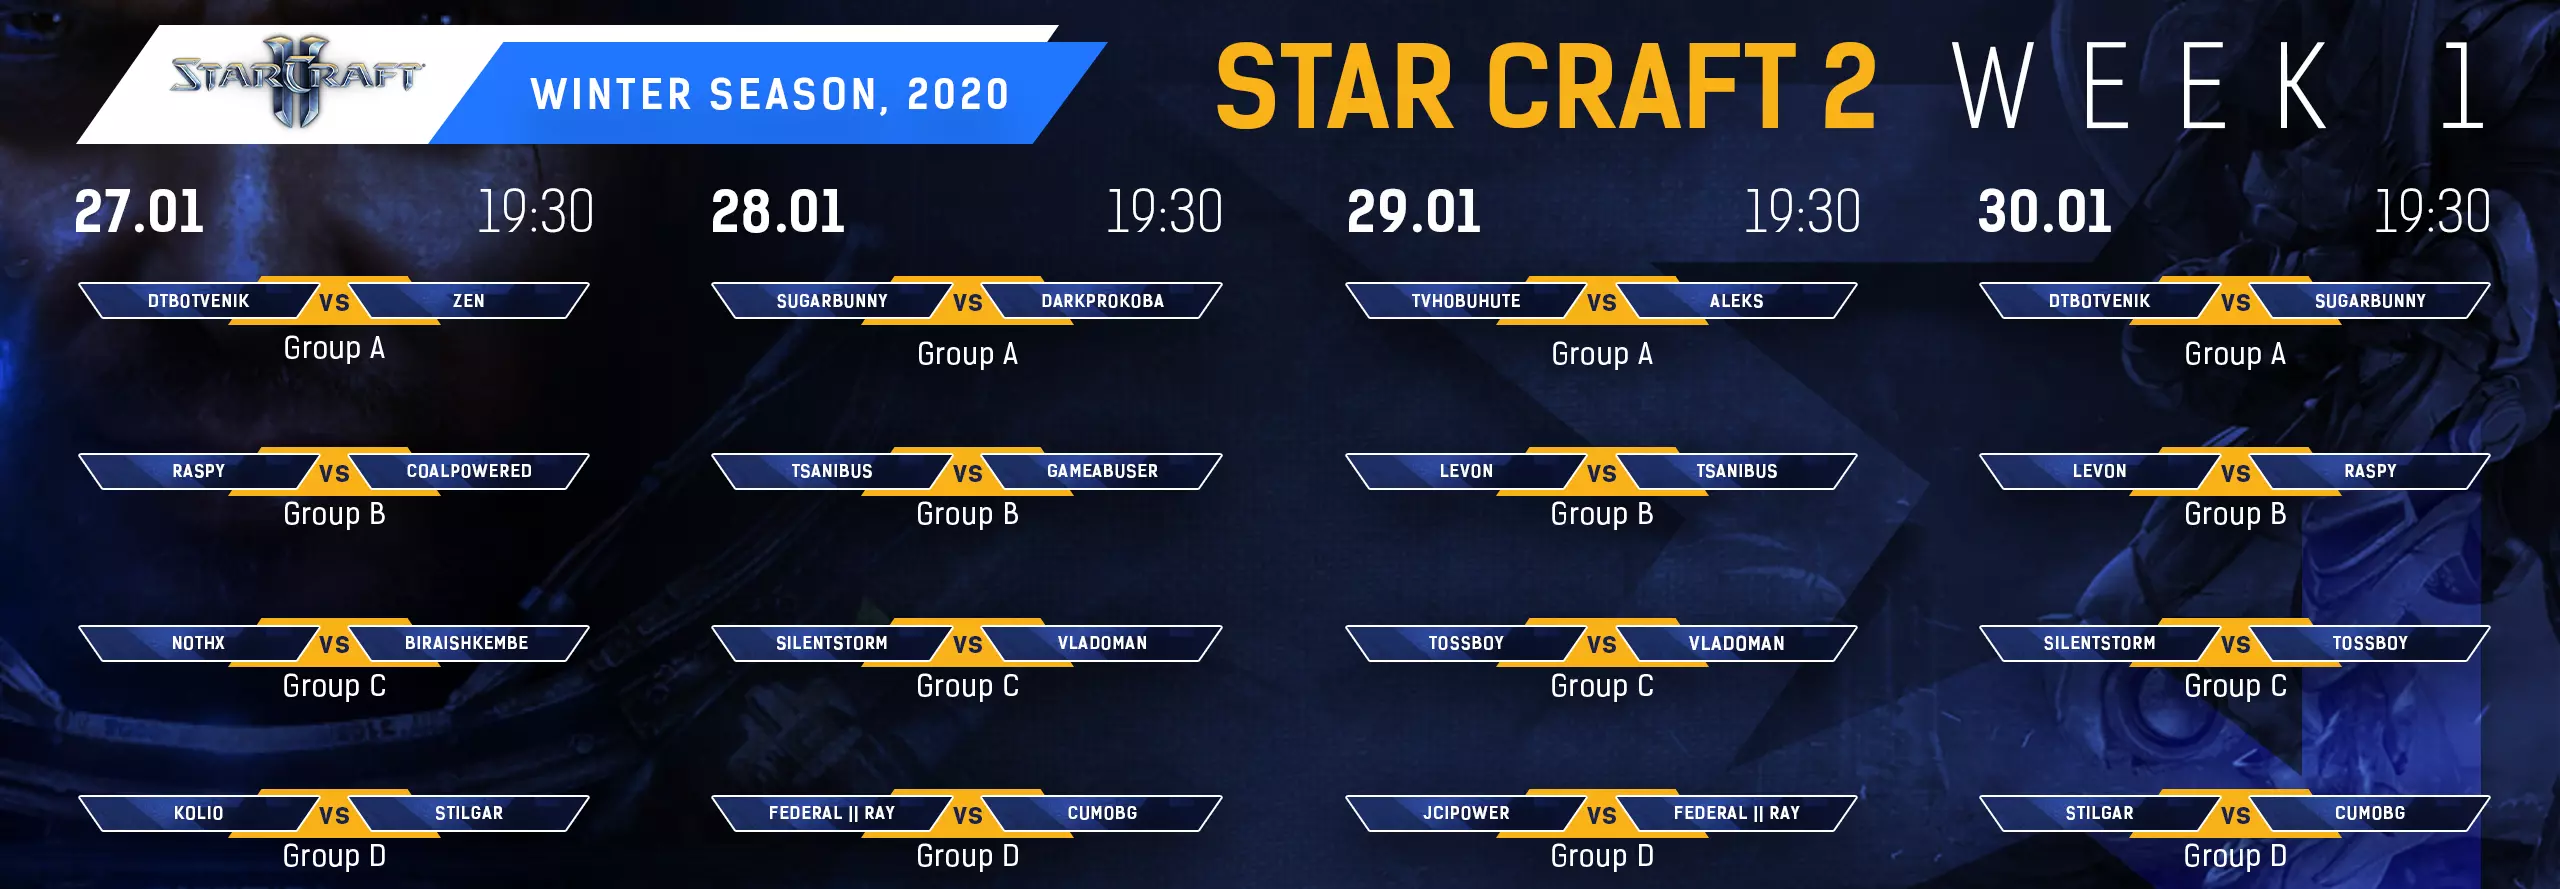 STARCRAFT II
WINTER SEASON, 2020
STAR CRAFT 2 WEEK 1
27.01 19:30
DTBOTVENIK VS ZEN
Group A
RASPY VS COALPOWERED
Group B
NOTHX VS BIRAISHKEMBE
Group C
KOLIO VS STILGAR
Group D
28.01 19:30
SUGARBUNNY VS DARKPROKOBA
Group A
TSANIBUS VS GAMEABUSER
Group B
SILENTSTORM VS VLADOMAN
Group C
FEDERAL || RAY VS CUMOBG
Group D
29.01 19:30
TVHOBUHUTE VS ALEKS
Group A
LEVON VS TSANIBUS
Group B
TOSSBOY VS VLADOMAN
Group C
JCIPOWER VS FEDERAL || RAY
Group D
30.01 19:30
DTBOTVENIK VS SUGARBUNNY
Group A
LEVON VS RASPY
Group B
SILENTSTORM VS TOSSBOY
Group C
STILGAR VS CUMOBG
Group D